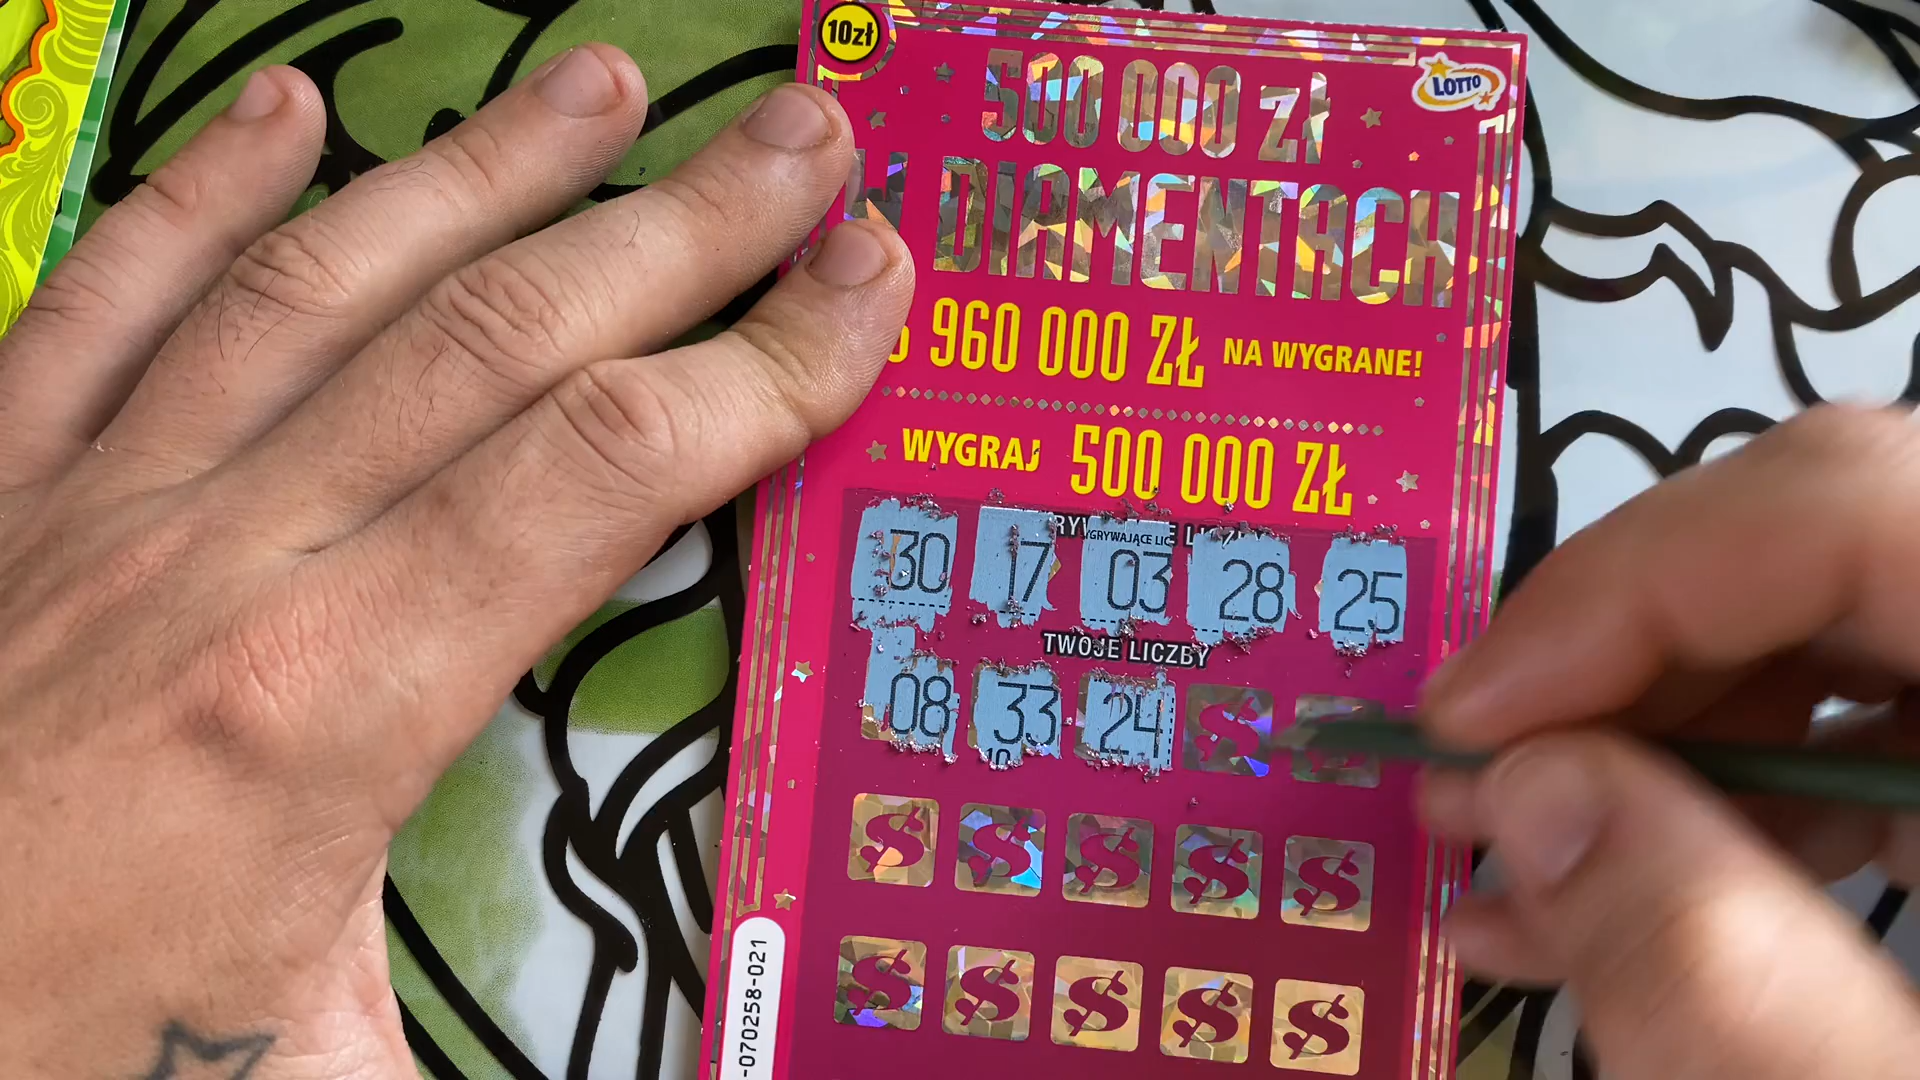 10zł
LOTTO
500 000 zł
W DIAMENTACH
960 000 ZŁ NA WYGRANE!
WYGRAJ 500 000 ZŁ
30 17 03 28 25
TWOJE LICZBY
08 33 24
10
-070258-021